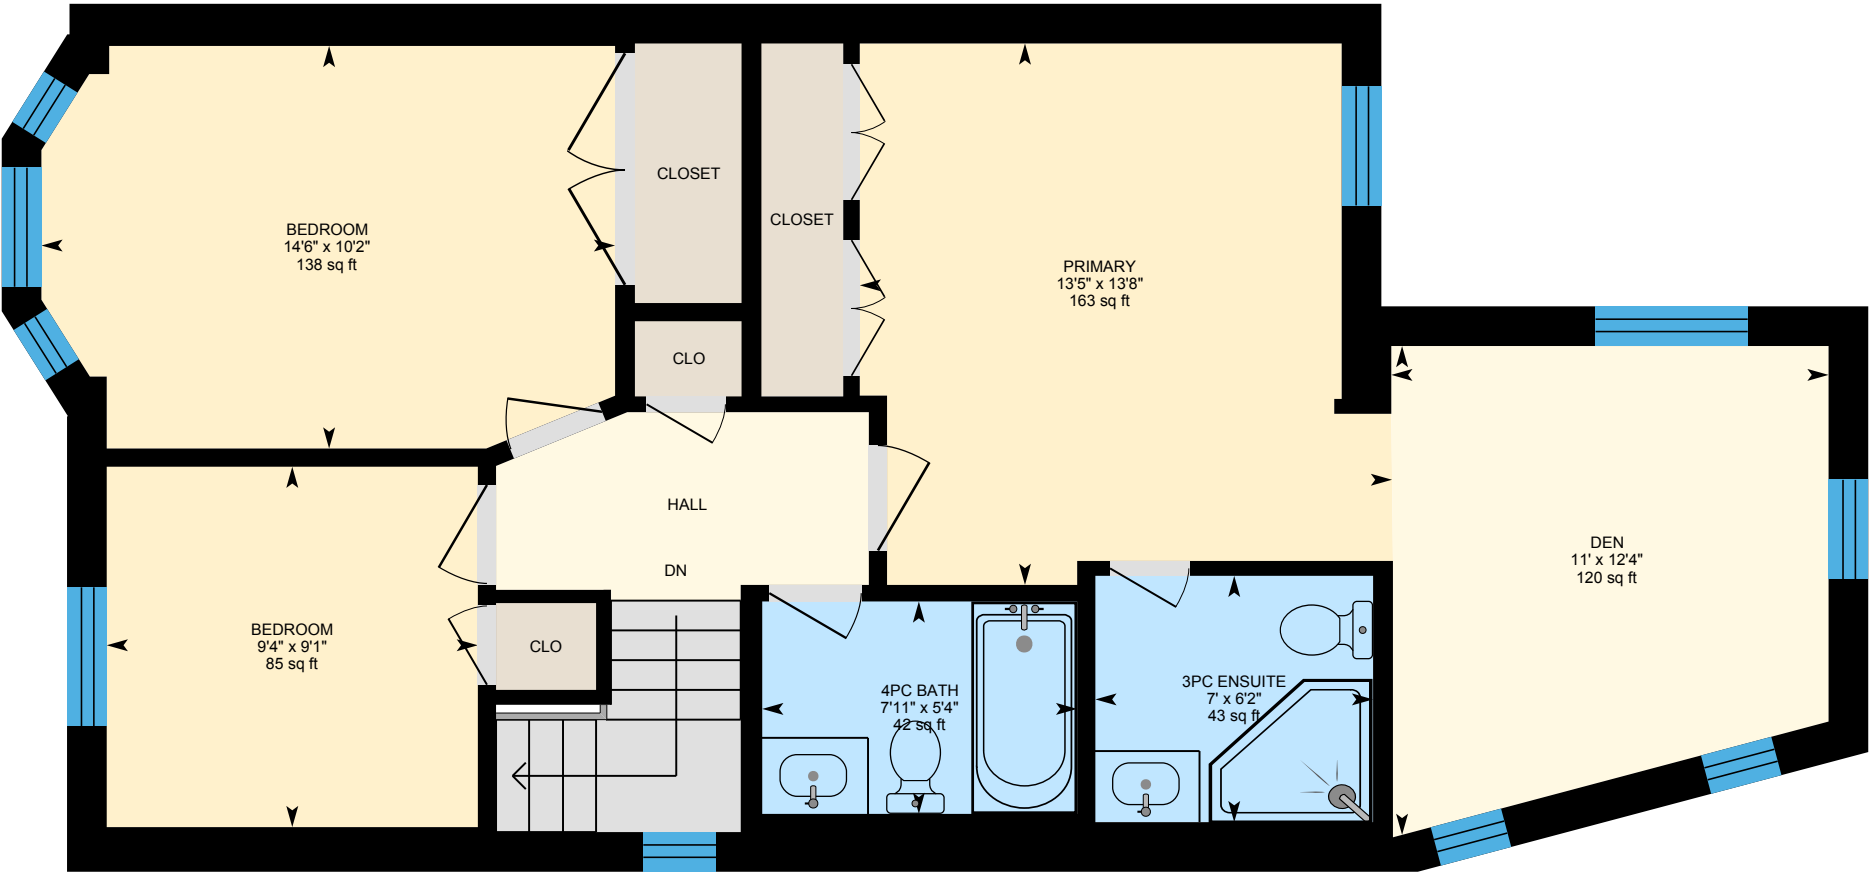 BEDROOM
14'6" x 10'2"
138 sq ft
CLOSET
CLOSET
CLO
PRIMARY
13'5" x 13'8"
163 sq ft
HALL
DN
DEN
11' x 12'4"
120 sq ft
BEDROOM
9'4" x 9'1"
85 sq ft
CLO
4PC BATH
7'11" x 5'4"
42 sq ft
3PC ENSUITE
7' x 6'2"
43 sq ft